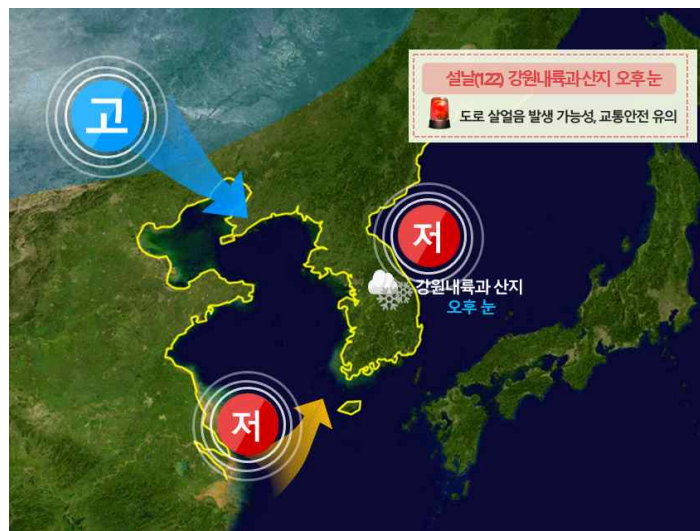 설날(1.22) 강원내륙과 산지 오후 눈
도로 살얼음 발생 가능성, 교통안전 유의
고
저
강원내륙과 산지
오후 눈
저